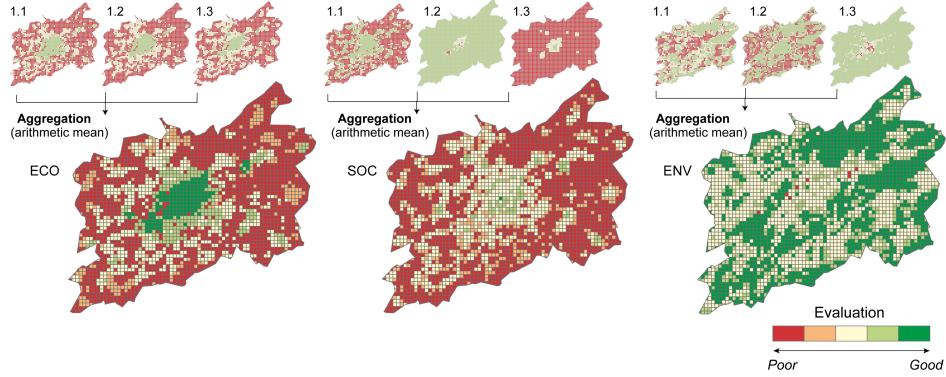 1.1 1.2 1.3
Aggregation
(arithmetic mean)
ECO
1.1 1.2 1.3
Aggregation
(arithmetic mean)
SOC
1.1 1.2 1.3
Aggregation
(arithmetic mean)
ENV
Evaluation
Poor Good